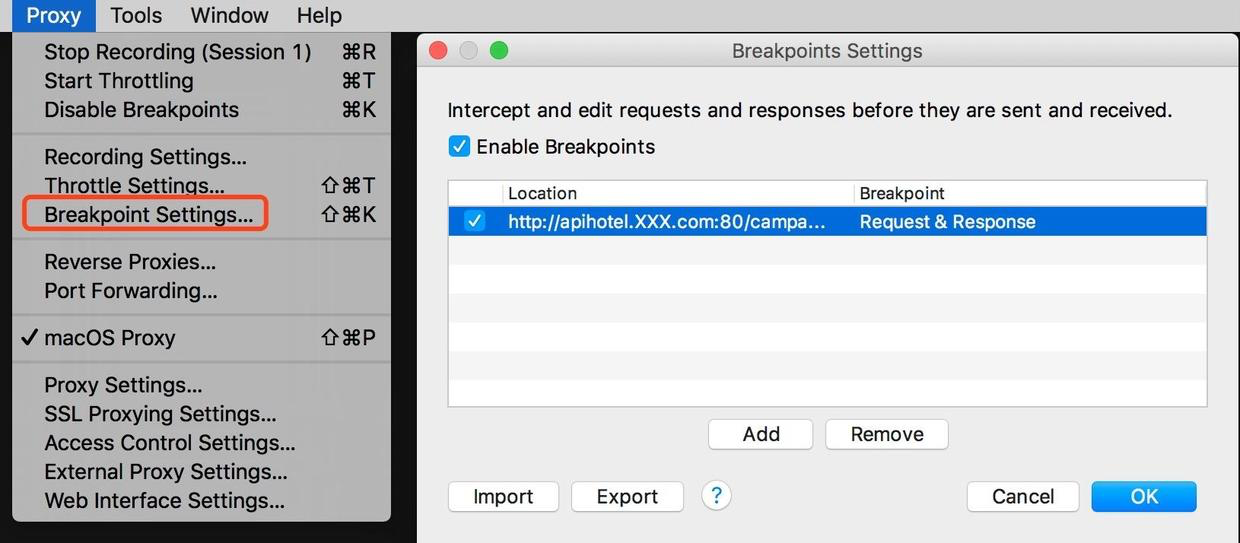 Proxy Tools Window Help
Stop Recording (Session 1) ⌘R
Start Throttling ⌘T
Disable Breakpoints ⌘K
Recording Settings...
Throttle Settings... ⇧⌘T
Breakpoint Settings... ⇧⌘K
Reverse Proxies...
Port Forwarding...
✓ macOS Proxy ⇧⌘P
Proxy Settings...
SSL Proxying Settings...
Access Control Settings...
External Proxy Settings...
Web Interface Settings...
Breakpoints Settings
Intercept and edit requests and responses before they are sent and received.
Enable Breakpoints
Location Breakpoint
http://apihotel.XXX.com:80/campa... Request & Response
Add Remove
Import Export ? Cancel OK